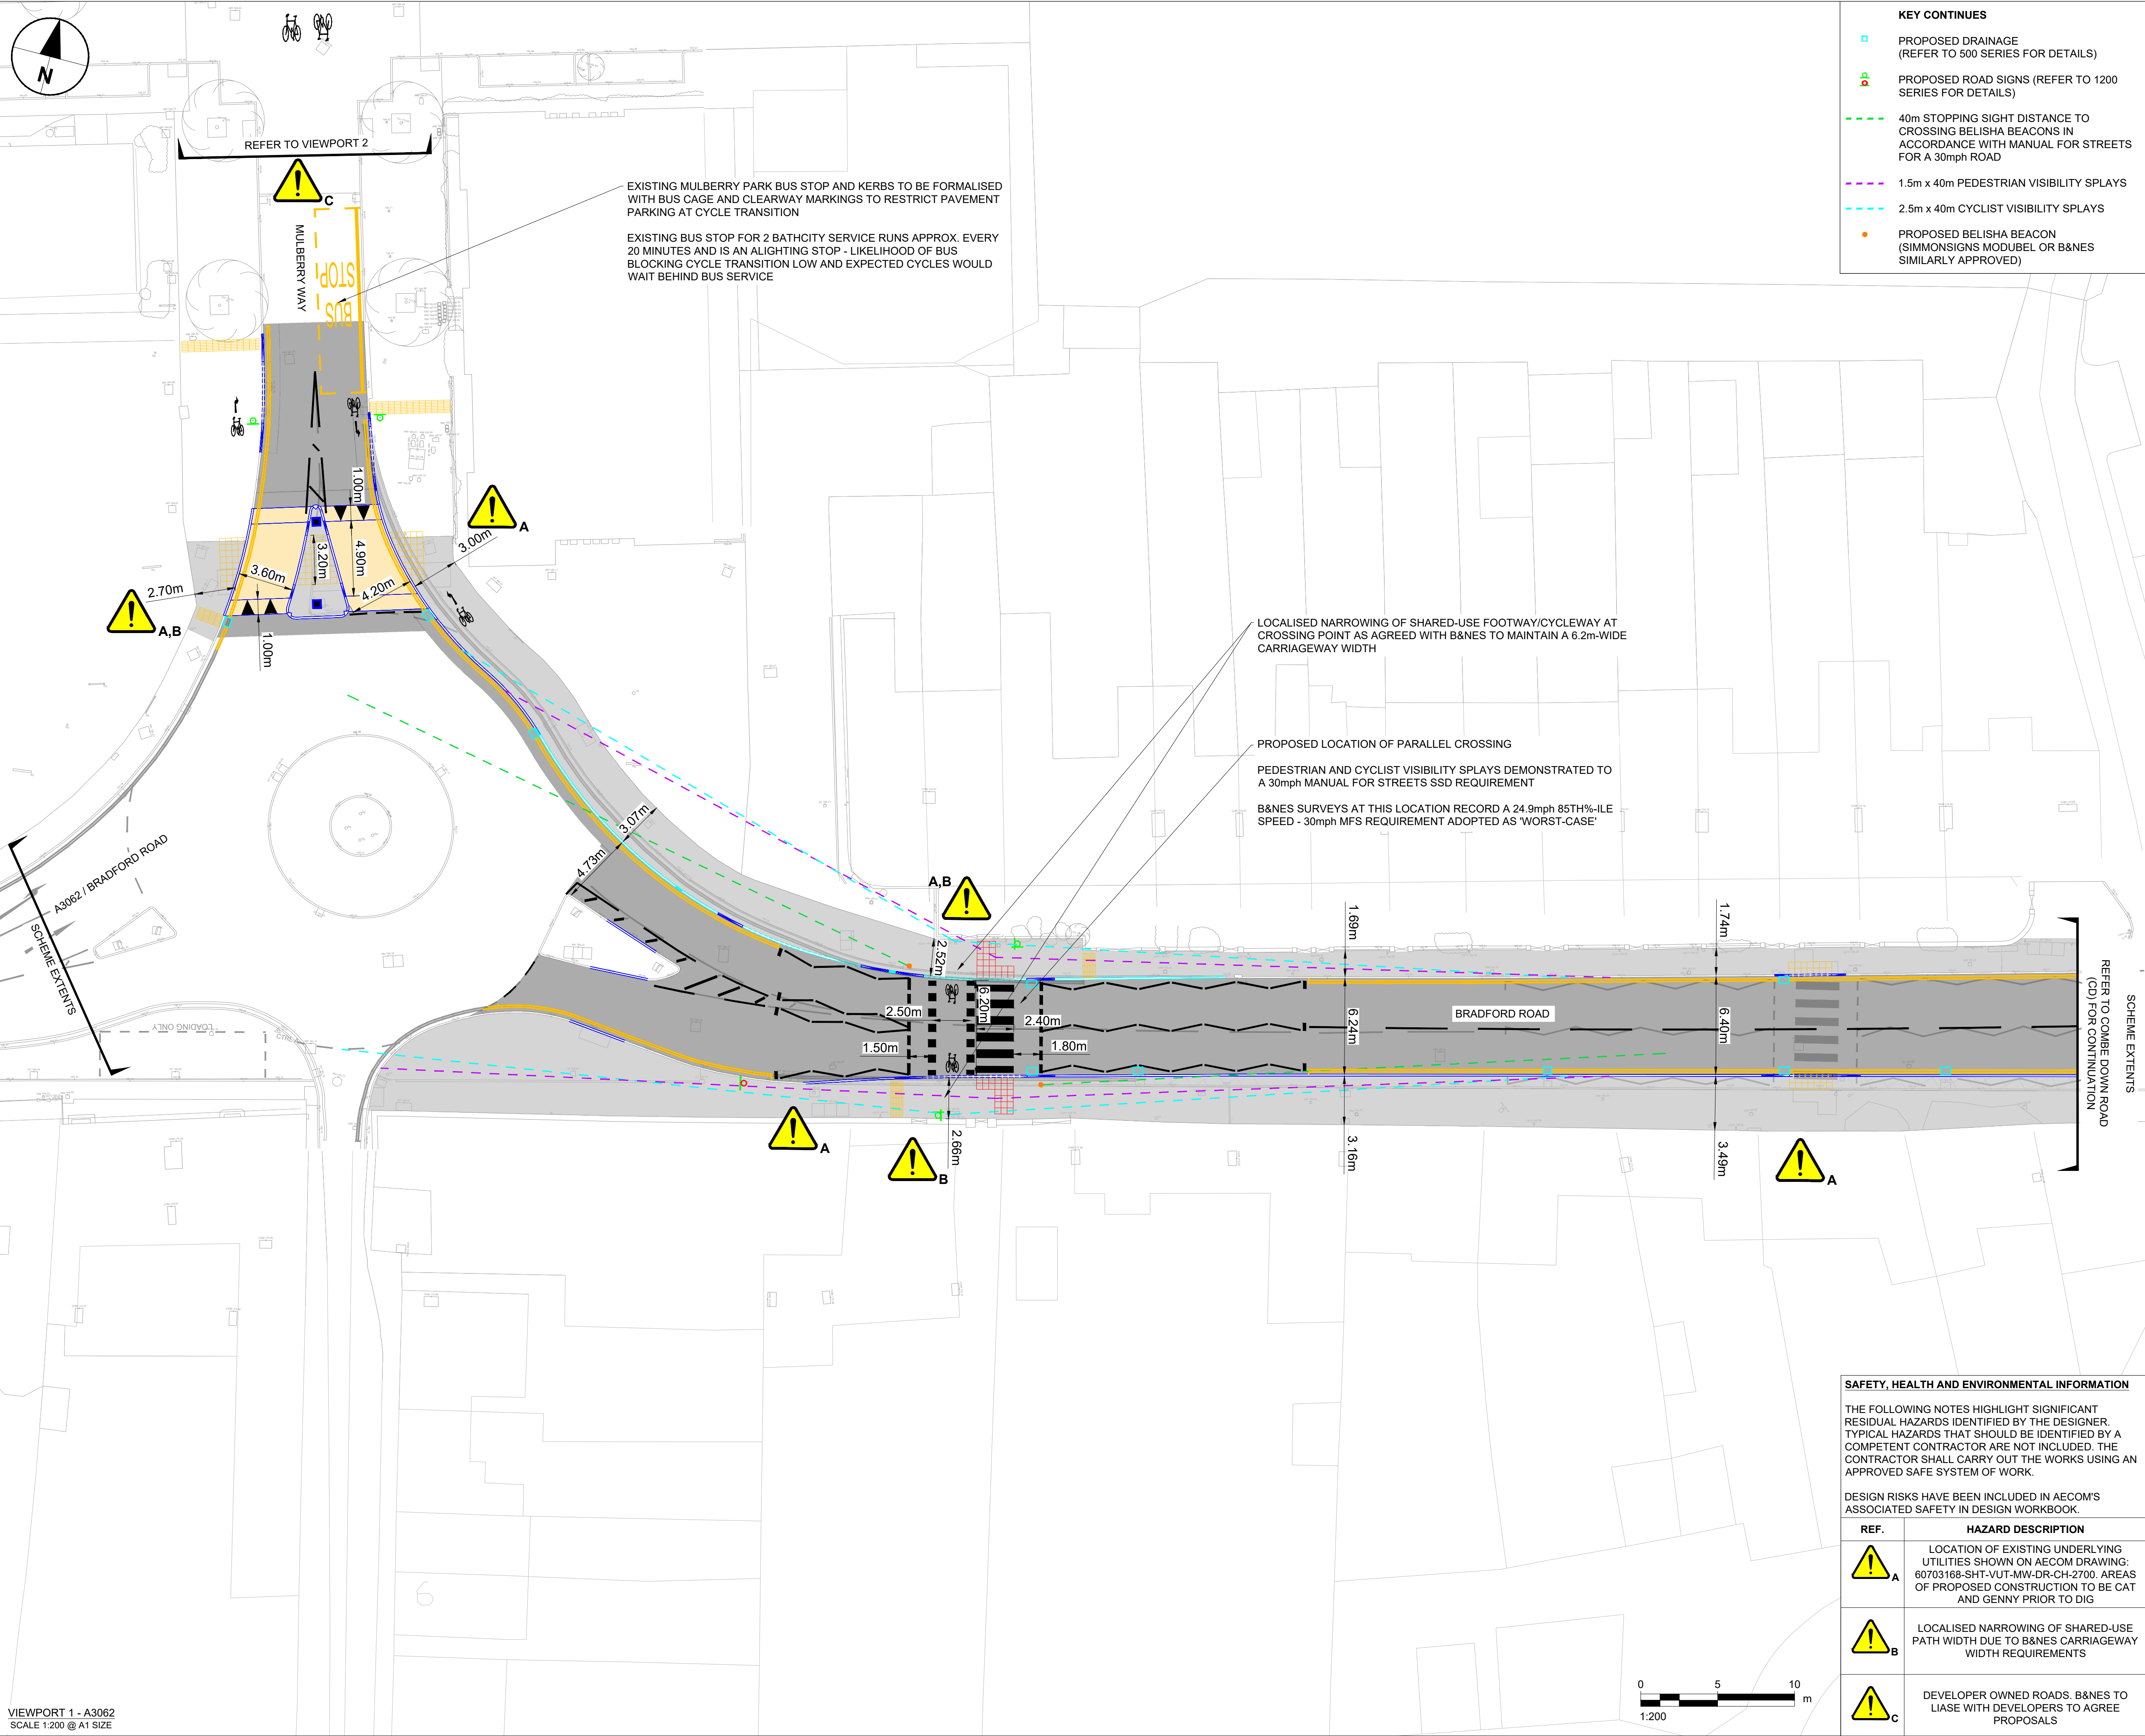 N
REFER TO VIEWPORT 2
C
MULBERRY WAY
BUS
STOP
EXISTING MULBERRY PARK BUS STOP AND KERBS TO BE FORMALISED
WITH BUS CAGE AND CLEARWAY MARKINGS TO RESTRICT PAVEMENT
PARKING AT CYCLE TRANSITION
EXISTING BUS STOP FOR 2 BATHCITY SERVICE RUNS APPROX. EVERY
20 MINUTES AND IS AN ALIGHTING STOP - LIKELIHOOD OF BUS
BLOCKING CYCLE TRANSITION LOW AND EXPECTED CYCLES WOULD
WAIT BEHIND BUS SERVICE
KEY CONTINUES
PROPOSED DRAINAGE
(REFER TO 500 SERIES FOR DETAILS)
PROPOSED ROAD SIGNS (REFER TO 1200
SERIES FOR DETAILS)
40m STOPPING SIGHT DISTANCE TO
CROSSING BELISHA BEACONS IN
ACCORDANCE WITH MANUAL FOR STREETS
FOR A 30mph ROAD
1.5m x 40m PEDESTRIAN VISIBILITY SPLAYS
2.5m x 40m CYCLIST VISIBILITY SPLAYS
PROPOSED BELISHA BEACON
(SIMMONSIGNS MODUBEL OR B&NES
SIMILARLY APPROVED)
1.00m
A
3.00m
3.20m
4.90m
3.60m
4.20m
2.70m
A,B
1.00m
LOCALISED NARROWING OF SHARED-USE FOOTWAY/CYCLEWAY AT
CROSSING POINT AS AGREED WITH B&NES TO MAINTAIN A 6.2m-WIDE
CARRIAGEWAY WIDTH
PROPOSED LOCATION OF PARALLEL CROSSING
PEDESTRIAN AND CYCLIST VISIBILITY SPLAYS DEMONSTRATED TO
A 30mph MANUAL FOR STREETS SSD REQUIREMENT
B&NES SURVEYS AT THIS LOCATION RECORD A 24.9mph 85TH%-ILE
SPEED - 30mph MFS REQUIREMENT ADOPTED AS 'WORST-CASE'
3.07m
4.73m
A3062 / BRADFORD ROAD
SCHEME EXTENTS
LOADING ONLY
A,B
2.52m
6.20m
2.50m
2.40m
1.50m
1.80m
2.66m
A
B
1.69m
6.24m
3.16m
BRADFORD ROAD
1.74m
6.40m
3.49m
A
SCHEME EXTENTS
REFER TO COMBE DOWN ROAD
(CD) FOR CONTINUATION
6
SAFETY, HEALTH AND ENVIRONMENTAL INFORMATION
THE FOLLOWING NOTES HIGHLIGHT SIGNIFICANT
RESIDUAL HAZARDS IDENTIFIED BY THE DESIGNER.
TYPICAL HAZARDS THAT SHOULD BE IDENTIFIED BY A
COMPETENT CONTRACTOR ARE NOT INCLUDED. THE
CONTRACTOR SHALL CARRY OUT THE WORKS USING AN
APPROVED SAFE SYSTEM OF WORK.
DESIGN RISKS HAVE BEEN INCLUDED IN AECOM'S
ASSOCIATED SAFETY IN DESIGN WORKBOOK.
REF. HAZARD DESCRIPTION
A
LOCATION OF EXISTING UNDERLYING
UTILITIES SHOWN ON AECOM DRAWING:
60703168-SHT-VUT-MW-DR-CH-2700. AREAS
OF PROPOSED CONSTRUCTION TO BE CAT
AND GENNY PRIOR TO DIG
B
LOCALISED NARROWING OF SHARED-USE
PATH WIDTH DUE TO B&NES CARRIAGEWAY
WIDTH REQUIREMENTS
C
DEVELOPER OWNED ROADS. B&NES TO
LIASE WITH DEVELOPERS TO AGREE
PROPOSALS
0 5 10
m
1:200
VIEWPORT 1 - A3062
SCALE 1:200 @ A1 SIZE